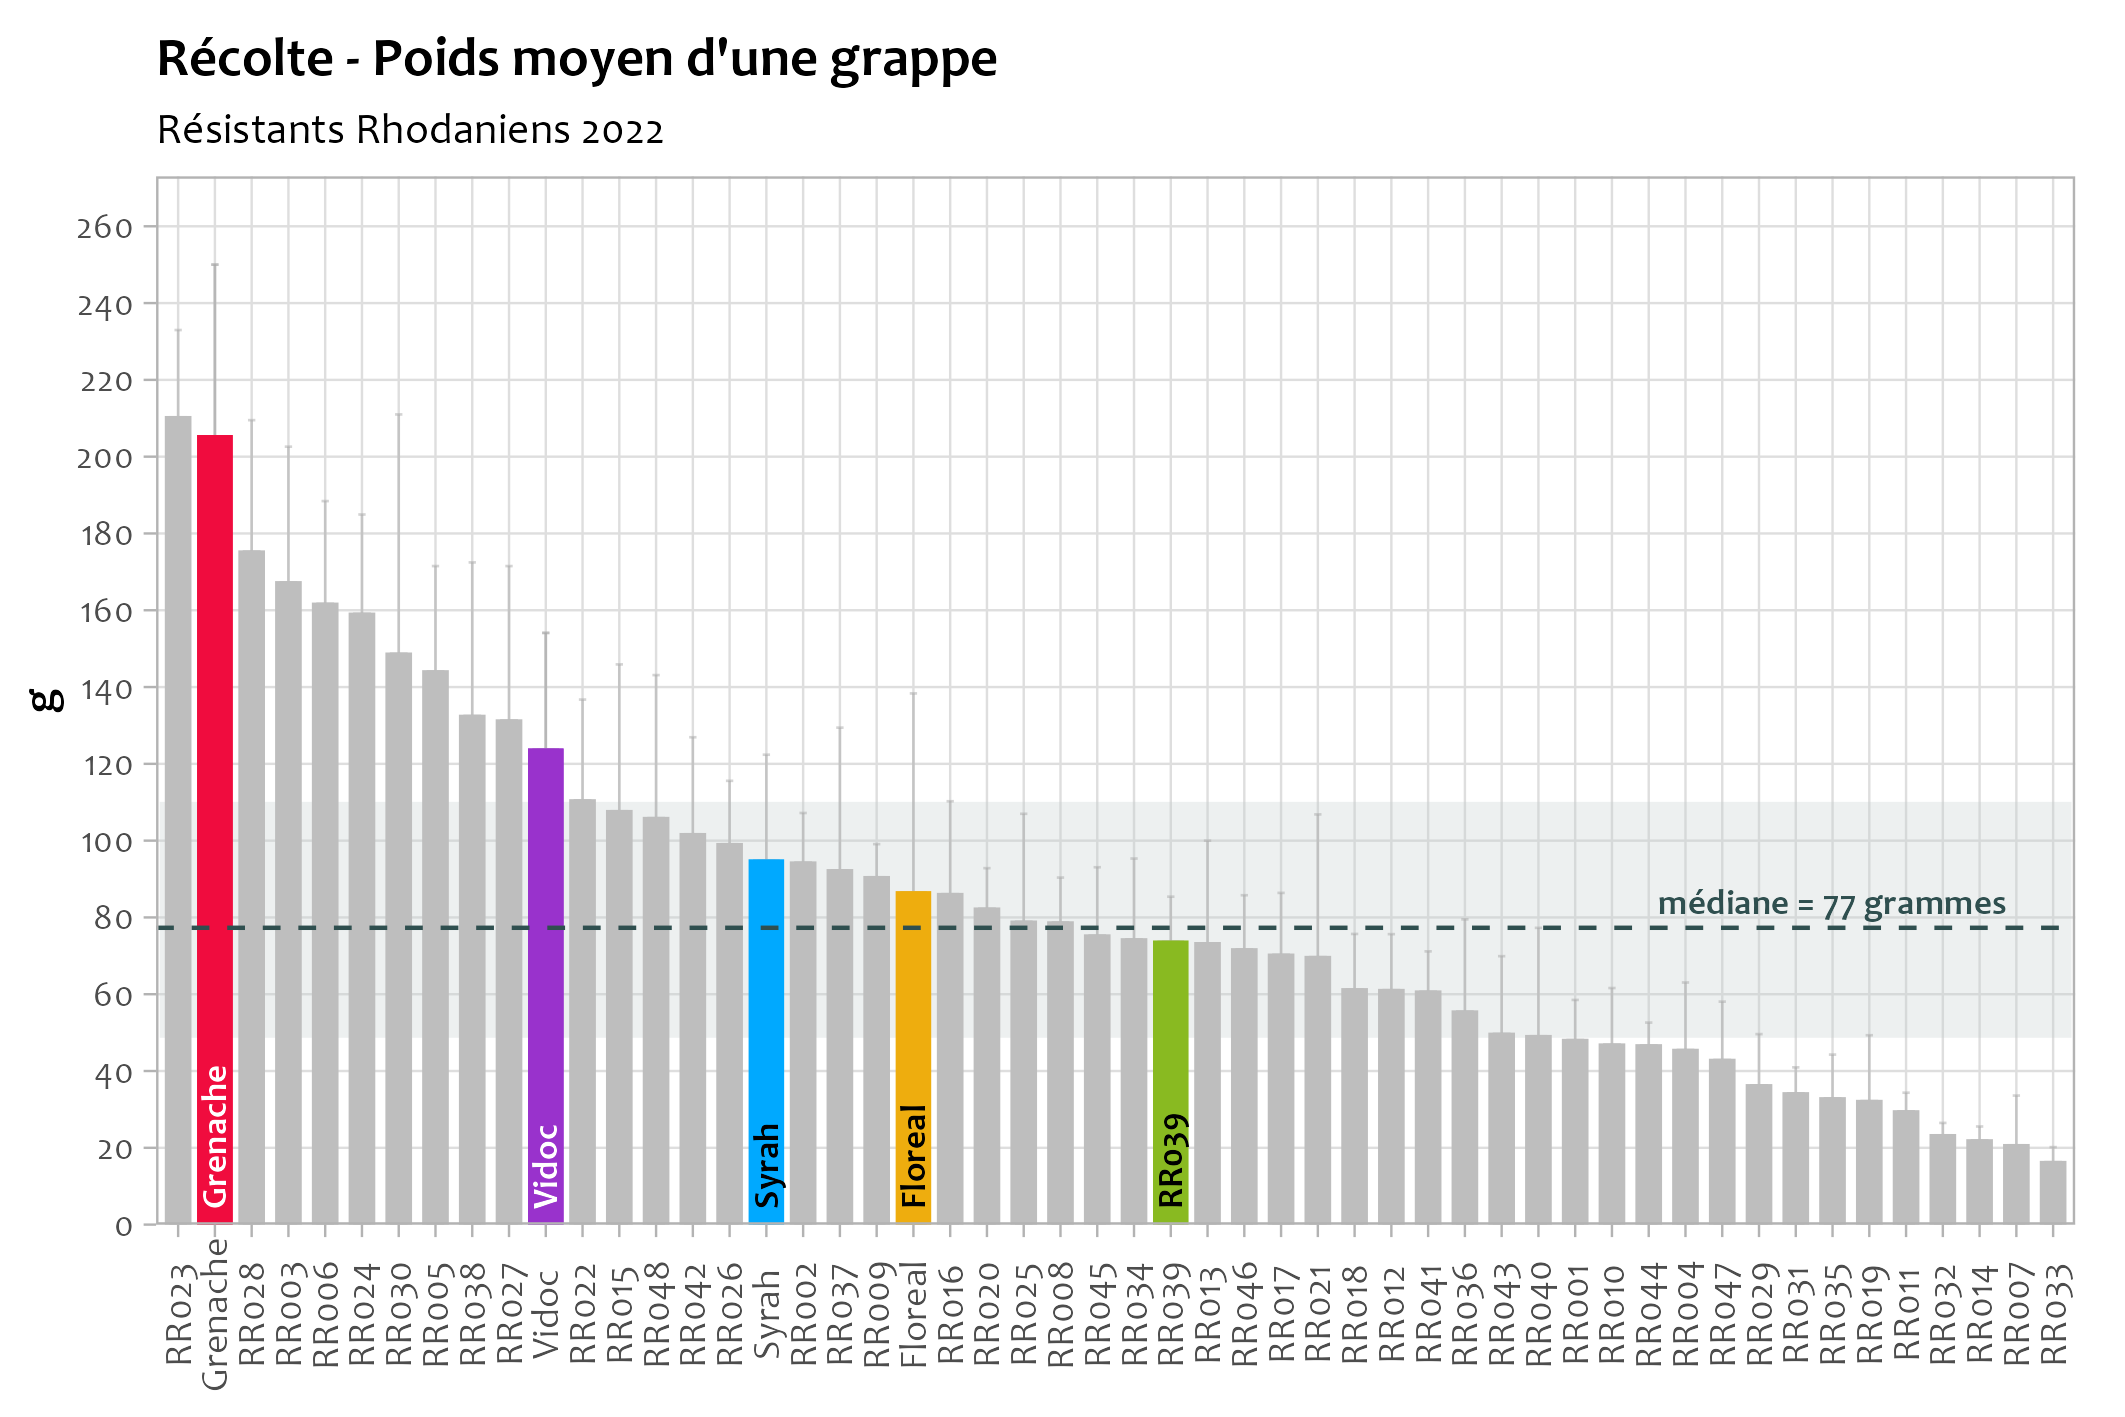 Récolte - Poids moyen d'une grappe
Résistants Rhodaniens 2022
g
260
240
220
200
180
160
140
120
100
80
60
40
20
0
médiane = 77 grammes
Grenache
Vidoc
Syrah
Floreal
RR039
RR023
Grenache
RR028
RR003
RR006
RR024
RR030
RR005
RR038
RR027
Vidoc
RR022
RR015
RR048
RR042
RR026
Syrah
RR002
RR037
RR009
Floreal
RR016
RR020
RR025
RR008
RR045
RR034
RR039
RR013
RR046
RR017
RR021
RR018
RR012
RR041
RR036
RR043
RR040
RR001
RR010
RR044
RR004
RR047
RR029
RR031
RR035
RR019
RR011
RR032
RR014
RR007
RR033